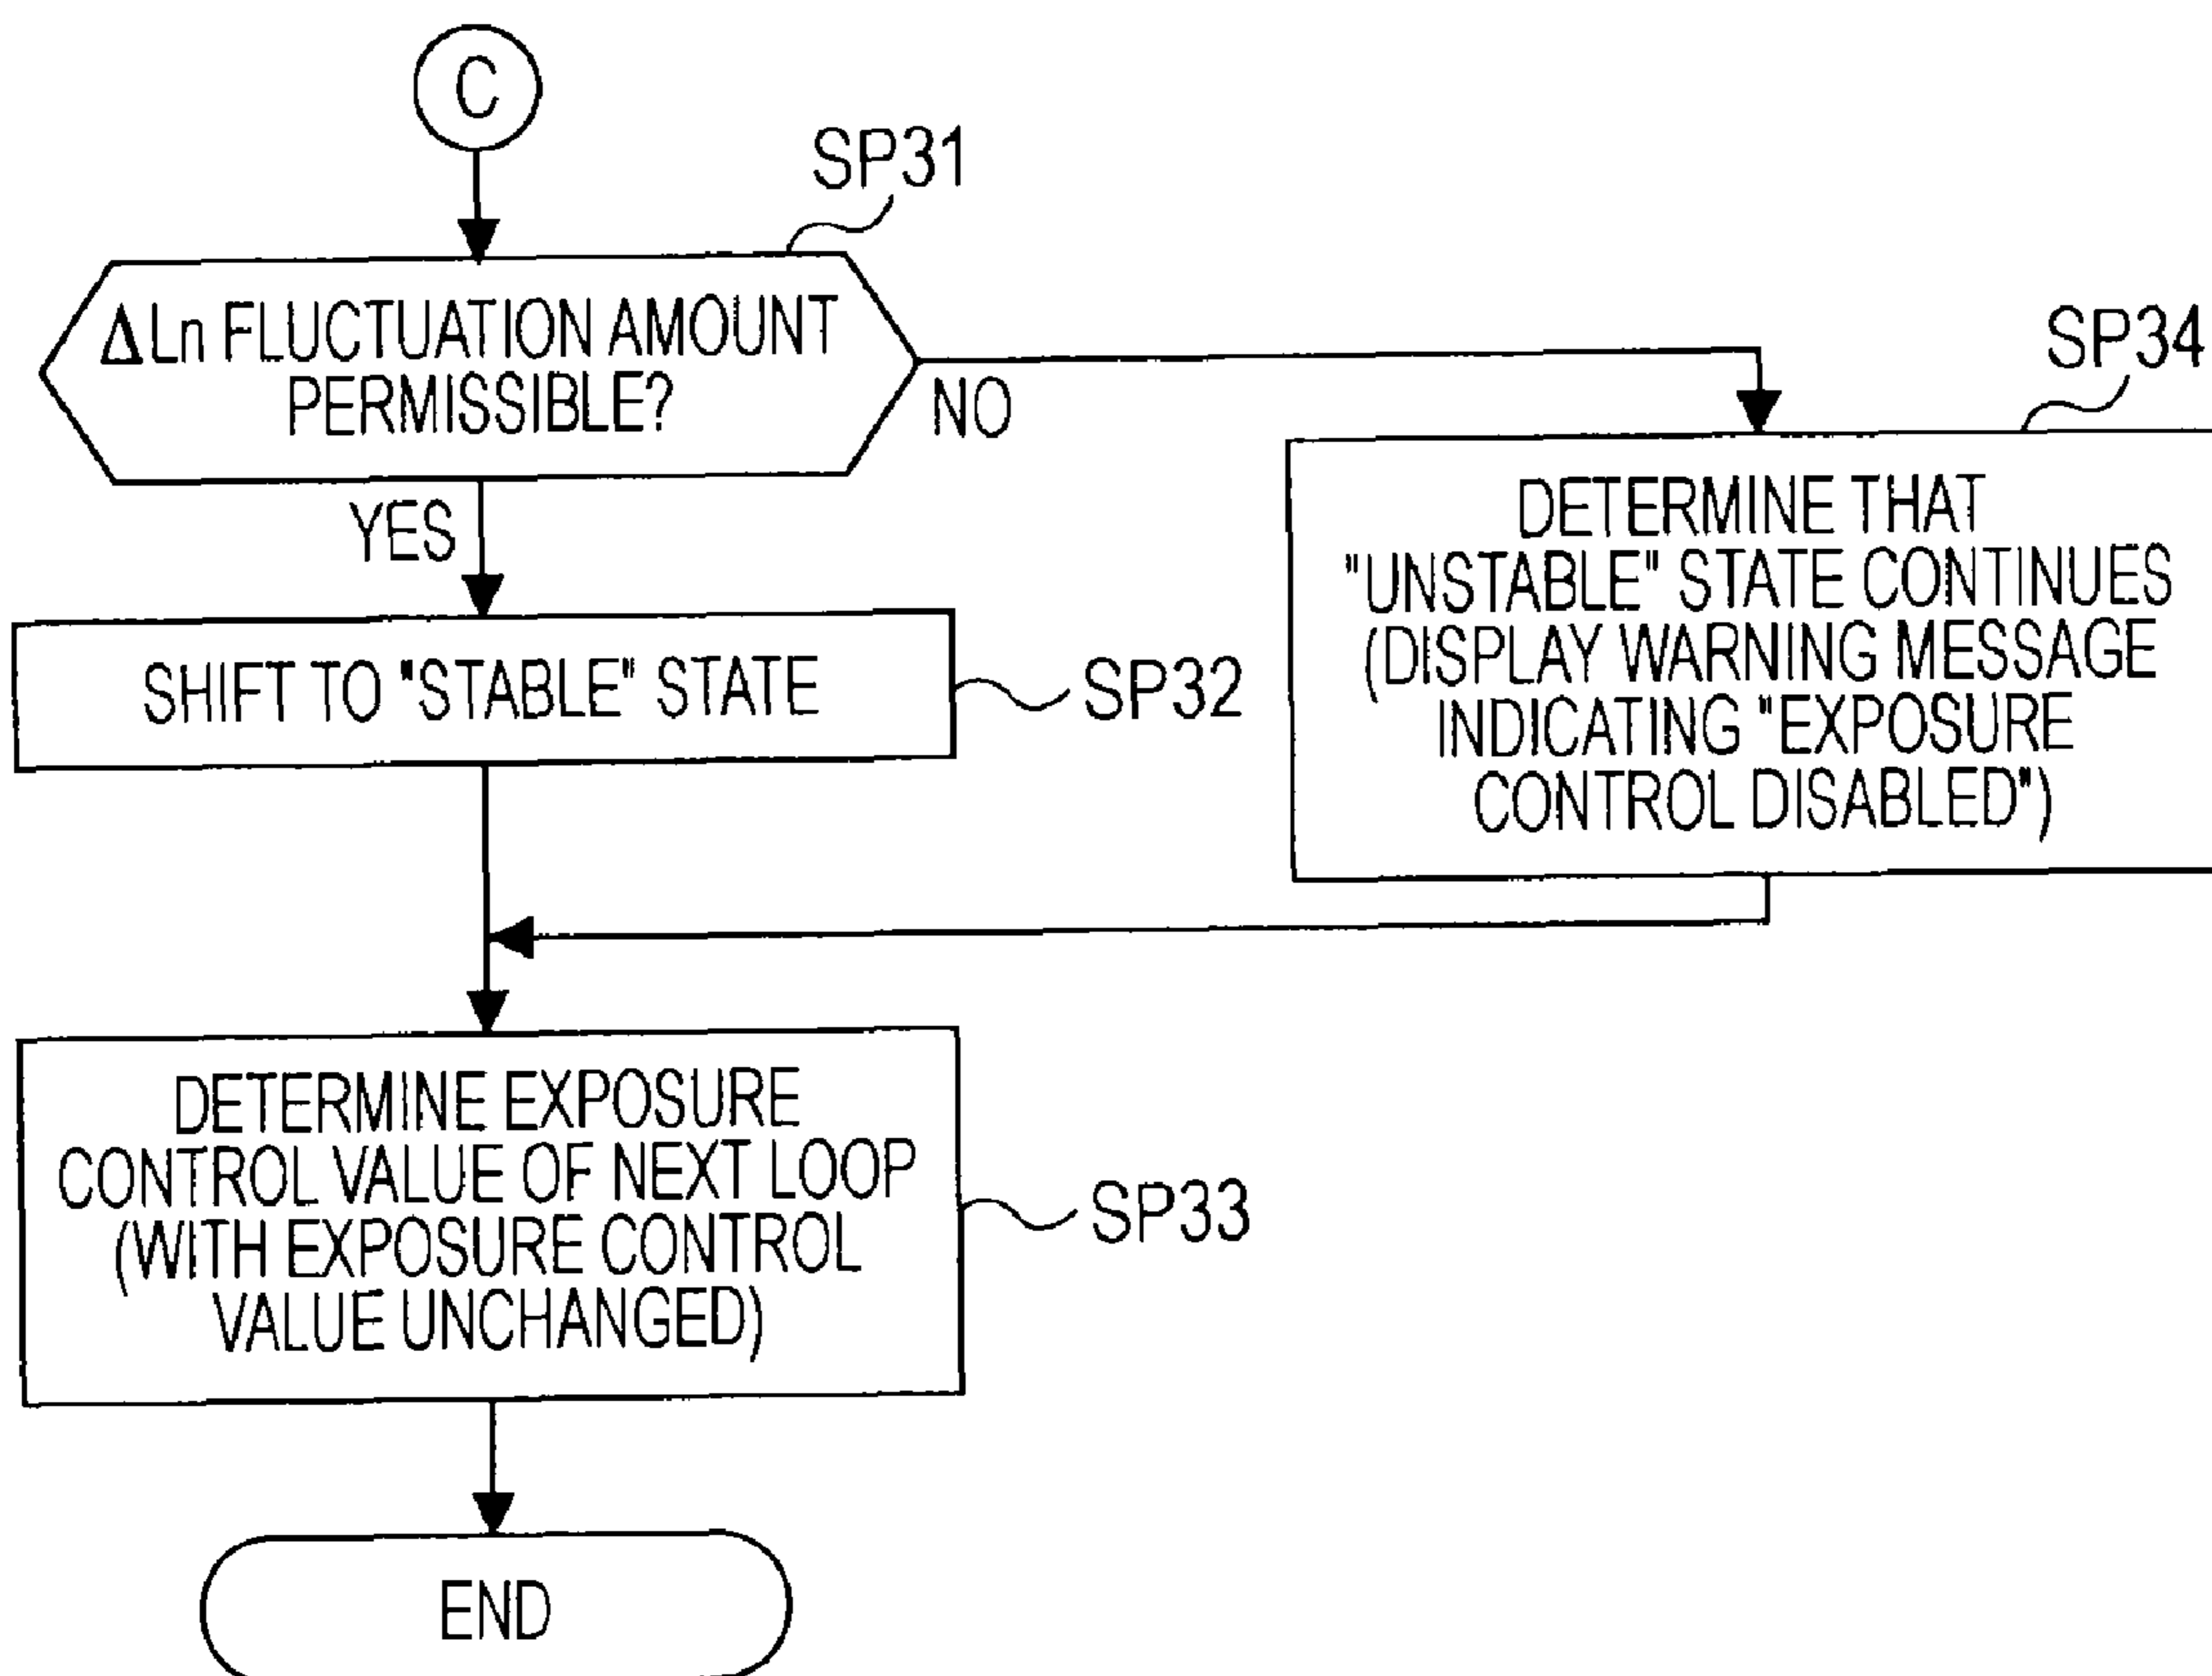 C
SP31
ΔLn FLUCTUATION AMOUNT
PERMISSIBLE?
NO
YES
SP34
DETERMINE THAT
"UNSTABLE" STATE CONTINUES
(DISPLAY WARNING MESSAGE
INDICATING "EXPOSURE
CONTROL DISABLED")
SHIFT TO "STABLE" STATE
SP32
DETERMINE EXPOSURE
CONTROL VALUE OF NEXT LOOP
(WITH EXPOSURE CONTROL
VALUE UNCHANGED)
SP33
END